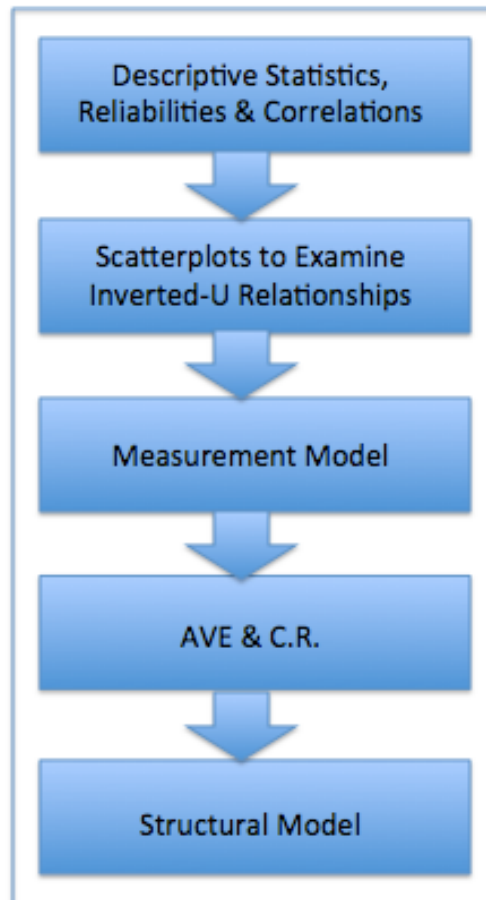 Descriptive Statistics,
Reliabilities & Correlations
Scatterplots to Examine
Inverted-U Relationships
Measurement Model
AVE & C.R.
Structural Model